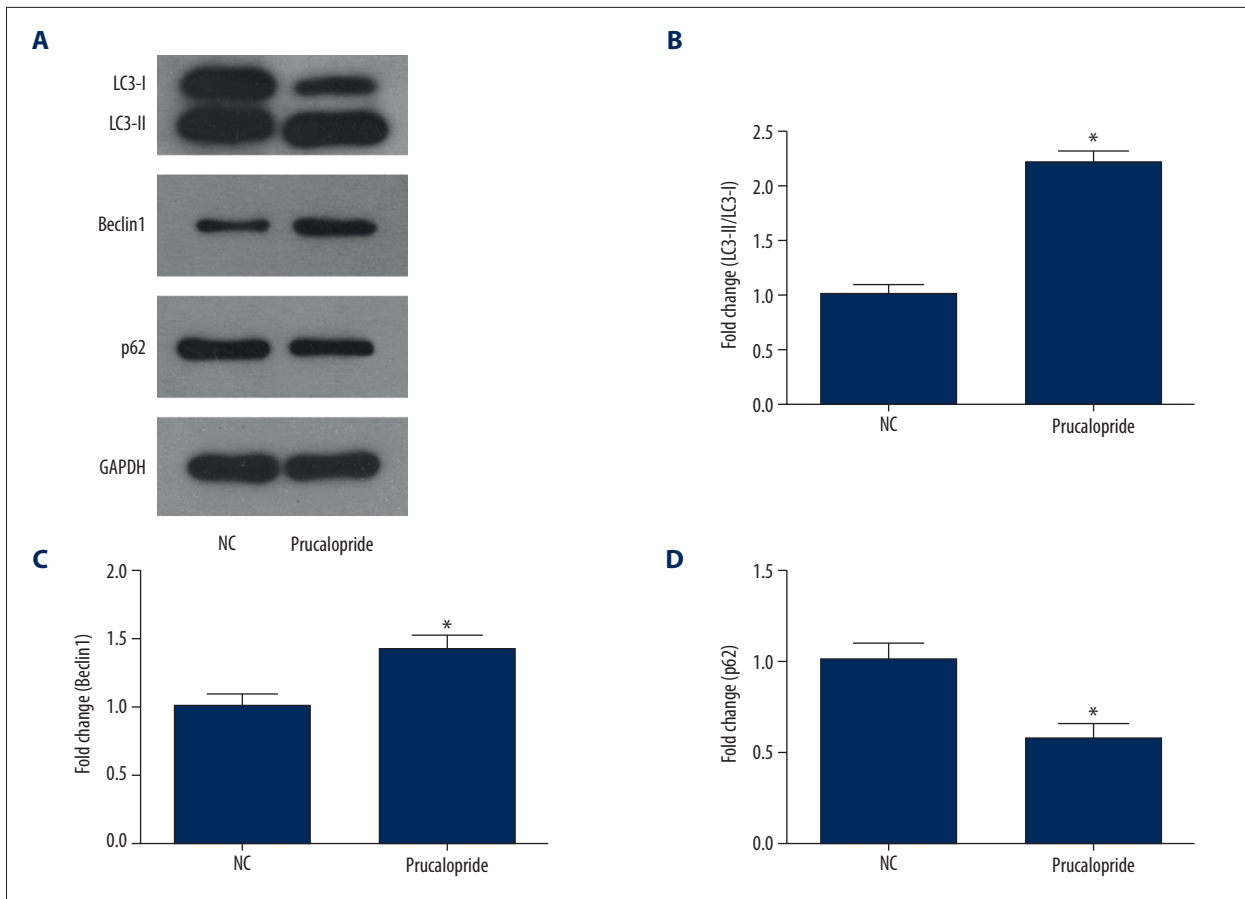 A
LC3-I
LC3-II
Beclin1
p62
GAPDH
NC Prucalopride
B
Fold change (LC3-II/LC3-I)
2.5
2.0
1.5
1.0
0.5
0.0
*
NC Prucalopride
C
Fold change (Beclin1)
2.0
1.5
1.0
0.5
0.0
*
NC Prucalopride
D
Fold change (p62)
1.5
1.0
0.5
0.0
*
NC Prucalopride